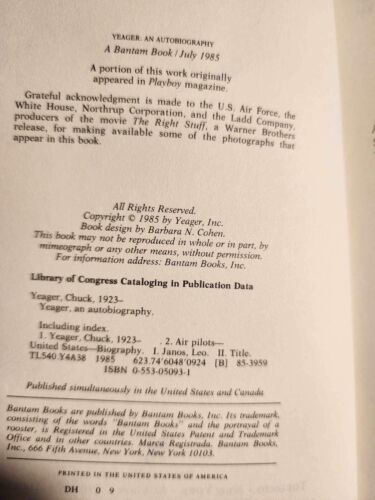 YEAGER: AN AUTOBIOGRAPHY
A Bantam Book / July 1985
A portion of this work originally
appeared in Playboy magazine.
Grateful acknowledgment is made to the U.S. Air Force, the
White House, Northrup Corporation, and the Ladd Company,
producers of the movie The Right Stuff, a Warner Brothers
release, for making available some of the photographs that
appear in this book.
All Rights Reserved.
Copyright © 1985 by Yeager, Inc.
Book design by Barbara N. Cohen.
This book may not be reproduced in whole or in part, by
mimeograph or any other means, without permission.
For information address: Bantam Books, Inc.
Library of Congress Cataloging in Publication Data
Yeager, Chuck, 1923–
Yeager, an autobiography.
Including index.
1. Yeager, Chuck, 1923– . 2. Air pilots—
United States—Biography. I. Janos, Leo. II. Title.
TL540.Y4A38 1985 623.74'6048'0924 [B] 85-3959
ISBN 0-553-05093-1
Published simultaneously in the United States and Canada
Bantam Books are published by Bantam Books, Inc. Its trademark,
consisting of the words "Bantam Books" and the portrayal of a
rooster, is Registered in the United States Patent and Trademark
Office and in other countries. Marca Registrada. Bantam Books,
Inc., 666 Fifth Avenue, New York, New York 10103.
PRINTED IN THE UNITED STATES OF AMERICA
DH 0 9